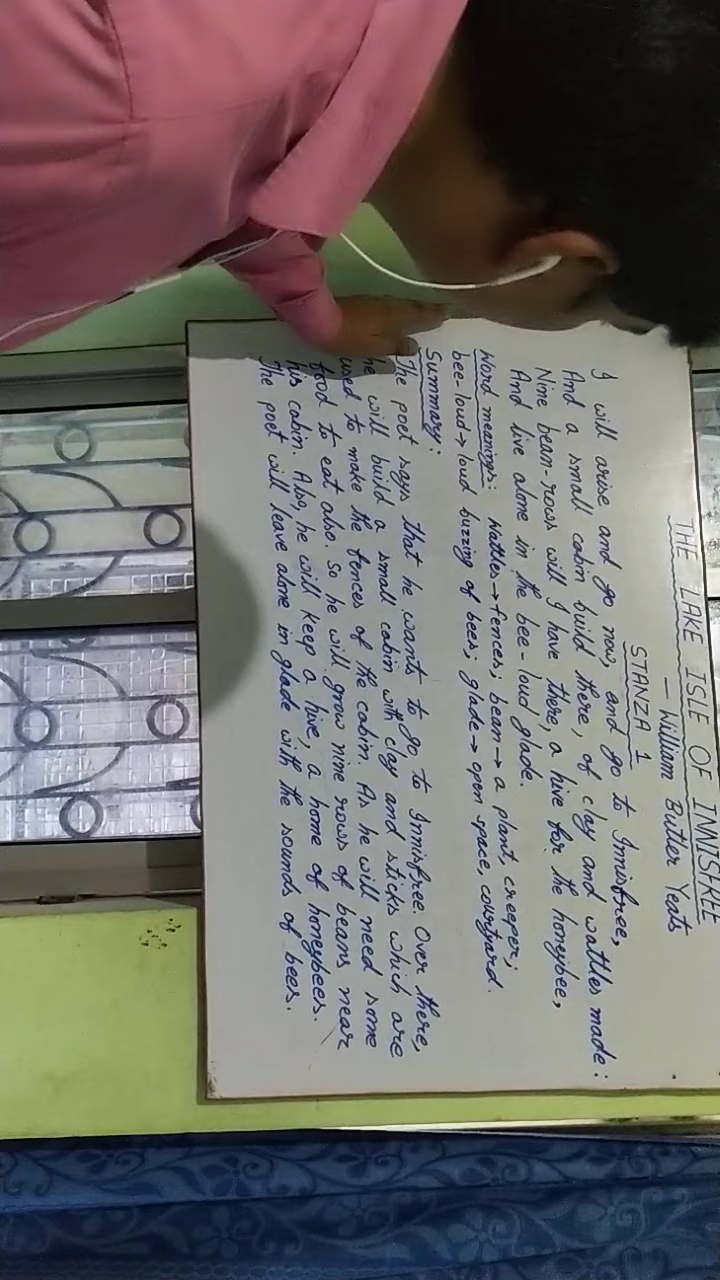 THE LAKE ISLE OF INNISFREE
— William Butler Yeats
STANZA 1
I will arise and go now, and go to Innisfree,
And a small cabin build there, of clay and wattles made:
Nine bean-rows will I have there, a hive for the honeybee,
And live alone in the bee-loud glade.
Word meanings: Wattles→fences; bean→a plant, creeper;
bee-loud→loud buzzing of bees; glade→open space, courtyard.
Summary:
The poet says that he wants to go to Innisfree. Over there,
he will build a small cabin with clay and sticks which are
used to make the fences of the cabin. As he will need some
food to eat also. So he will grow nine rows of beans near
his cabin. Also, he will keep a hive, a home of honeybees.
The poet will leave alone in glade with the sounds of bees.